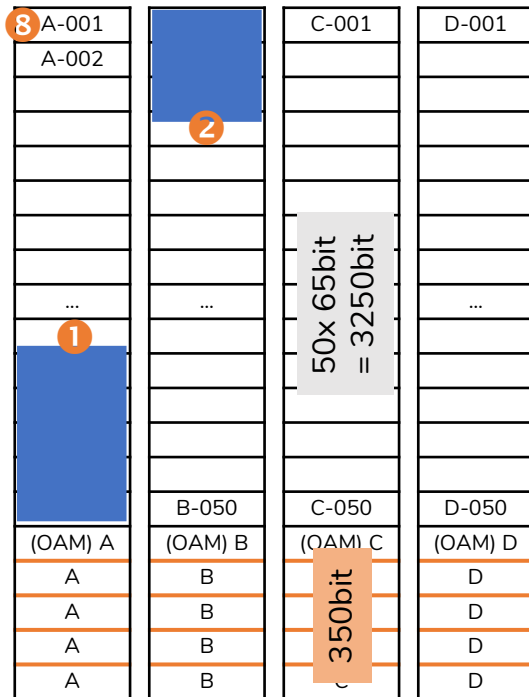 8 A-001 C-001 D-001
A-002
2
... ... ...
1
50x 65bit
= 3250bit
B-050 C-050 D-050
(OAM) A (OAM) B (OAM) C (OAM) D
A B D
A B D
A B D
A B D
350bit